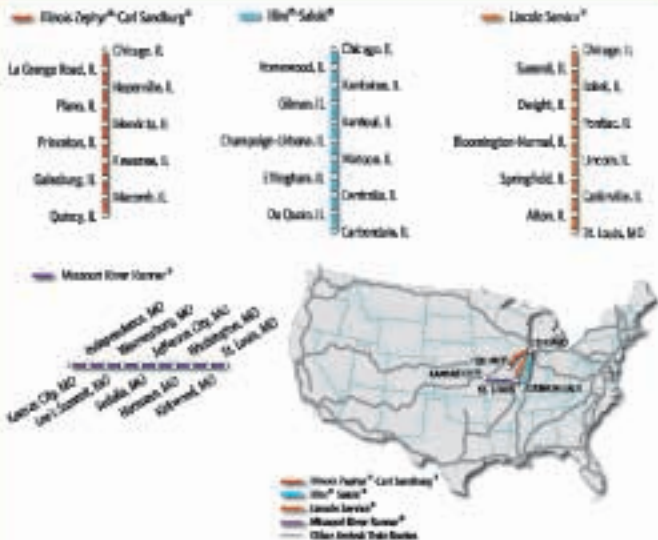 Illinois Zephyr® Carl Sandburg®
Chicago, IL
La Grange Road, IL
Naperville, IL
Plano, IL
Mendota, IL
Princeton, IL
Kewanee, IL
Galesburg, IL
Macomb, IL
Quincy, IL
Illini® Saluki®
Chicago, IL
Homewood, IL
Kankakee, IL
Gilman, IL
Rantoul, IL
Champaign-Urbana, IL
Mattoon, IL
Effingham, IL
Centralia, IL
Du Quoin, IL
Carbondale, IL
Lincoln Service®
Chicago, IL
Summit, IL
Joliet, IL
Dwight, IL
Pontiac, IL
Bloomington-Normal, IL
Lincoln, IL
Springfield, IL
Carlinville, IL
Alton, IL
St. Louis, MO
Missouri River Runner®
Kansas City, MO
Independence, MO
Lee's Summit, MO
Warrensburg, MO
Sedalia, MO
Jefferson City, MO
Hermann, MO
Washington, MO
Kirkwood, MO
St. Louis, MO
CHICAGO
QUINCY
KANSAS CITY
ST. LOUIS
CARBONDALE
Illinois Zephyr® Carl Sandburg®
Illini® Saluki®
Lincoln Service®
Missouri River Runner®
Other Amtrak Train Routes